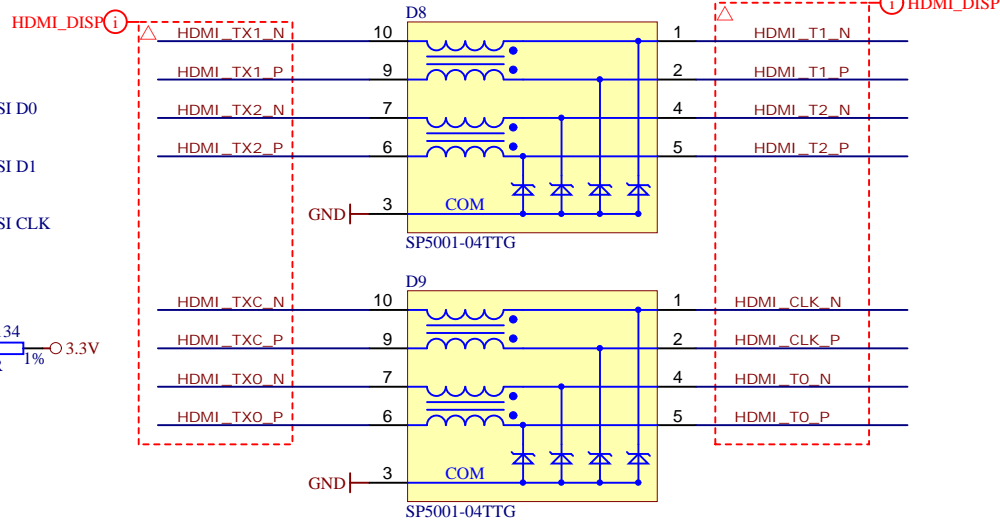 HDMI_DISP i
i HDMI_DISP
D8
HDMI_TX1_N 10 1 HDMI_T1_N
HDMI_TX1_P 9 2 HDMI_T1_P
SI D0
HDMI_TX2_N 7 4 HDMI_T2_N
HDMI_TX2_P 6 5 HDMI_T2_P
SI D1
GND 3 COM
SI CLK
SP5001-04TTG
D9
HDMI_TXC_N 10 1 HDMI_CLK_N
34
HDMI_TXC_P 9 2 HDMI_CLK_P
3.3V
1%
HDMI_TX0_N 7 4 HDMI_T0_N
HDMI_TX0_P 6 5 HDMI_T0_P
GND 3 COM
SP5001-04TTG